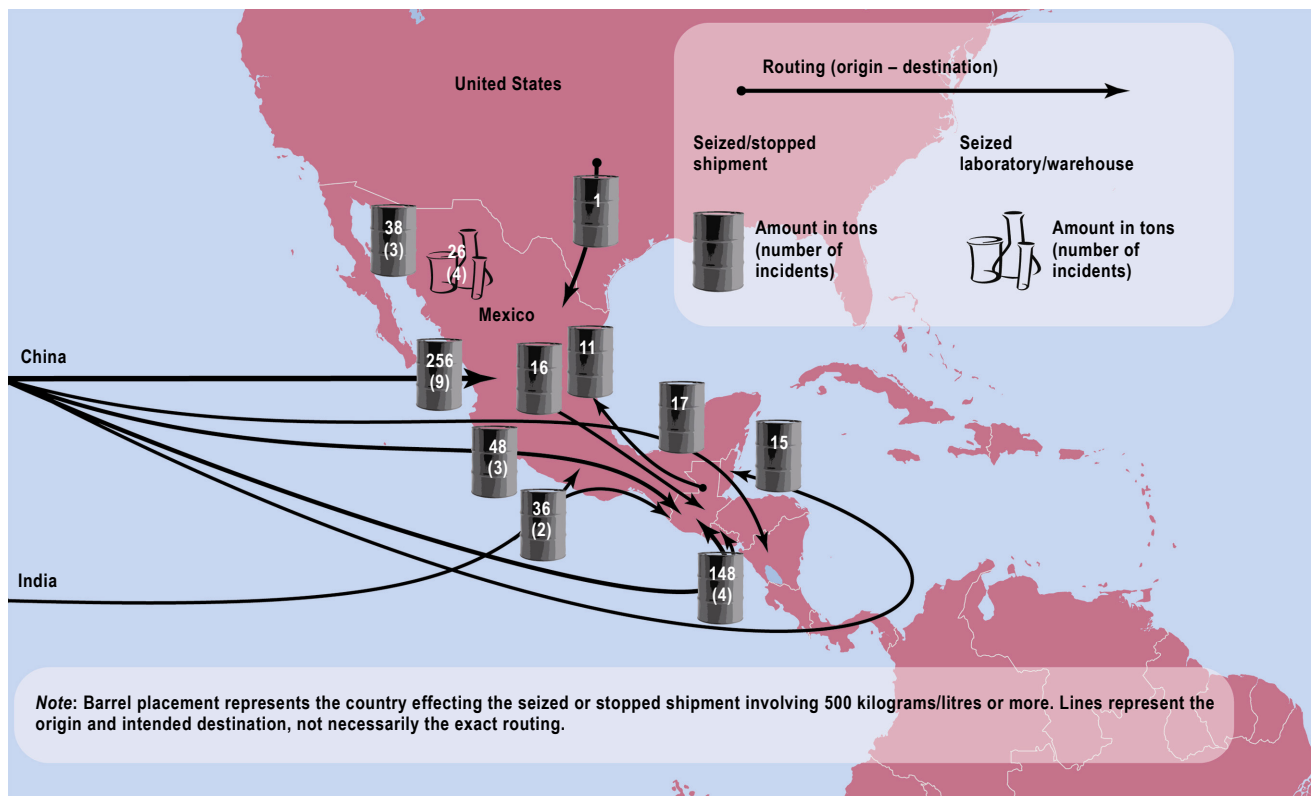 United States
Routing (origin – destination)
Seized/stopped
shipment
Seized
laboratory/warehouse
Amount in tons
(number of
incidents)
Amount in tons
(number of
incidents)
1
38
(3)
26
(4)
Mexico
China
256
(9)
16
11
17
15
48
(3)
36
(2)
148
(4)
India
Note: Barrel placement represents the country effecting the seized or stopped shipment involving 500 kilograms/litres or more. Lines represent the
origin and intended destination, not necessarily the exact routing.